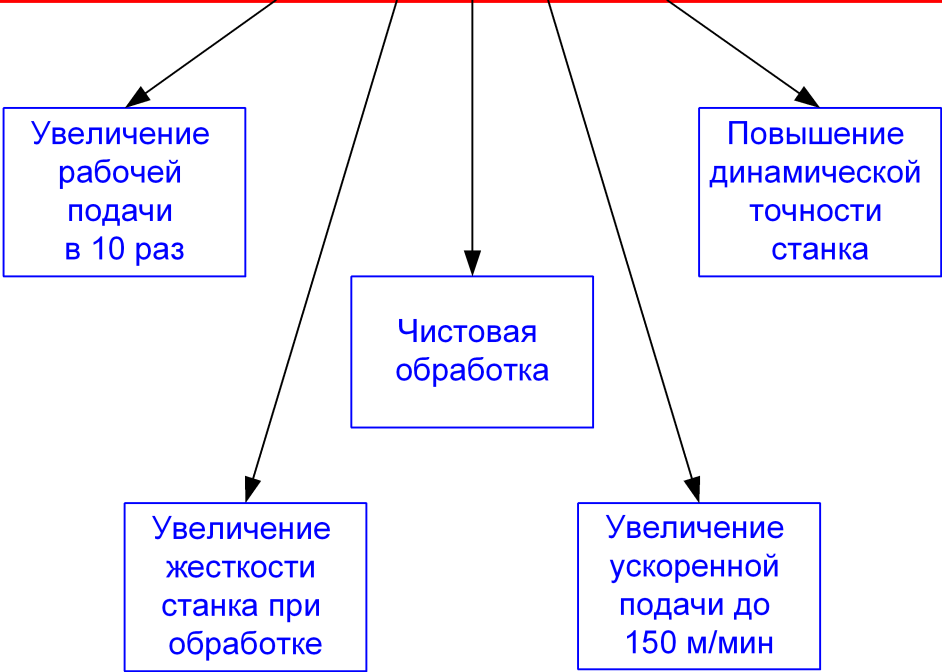 Увеличение
рабочей
подачи
в 10 раз
Повышение
динамической
точности
станка
Чистовая
обработка
Увеличение
жесткости
станка при
обработке
Увеличение
ускоренной
подачи до
150 м/мин